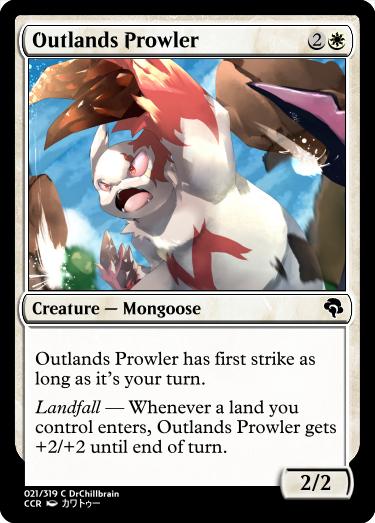 Outlands Prowler 2
Creature — Mongoose
Outlands Prowler has first strike as
long as it's your turn.
Landfall — Whenever a land you
control enters, Outlands Prowler gets
+2/+2 until end of turn.
2/2
021/319 C DrChillbrain
CCR カワトゥー